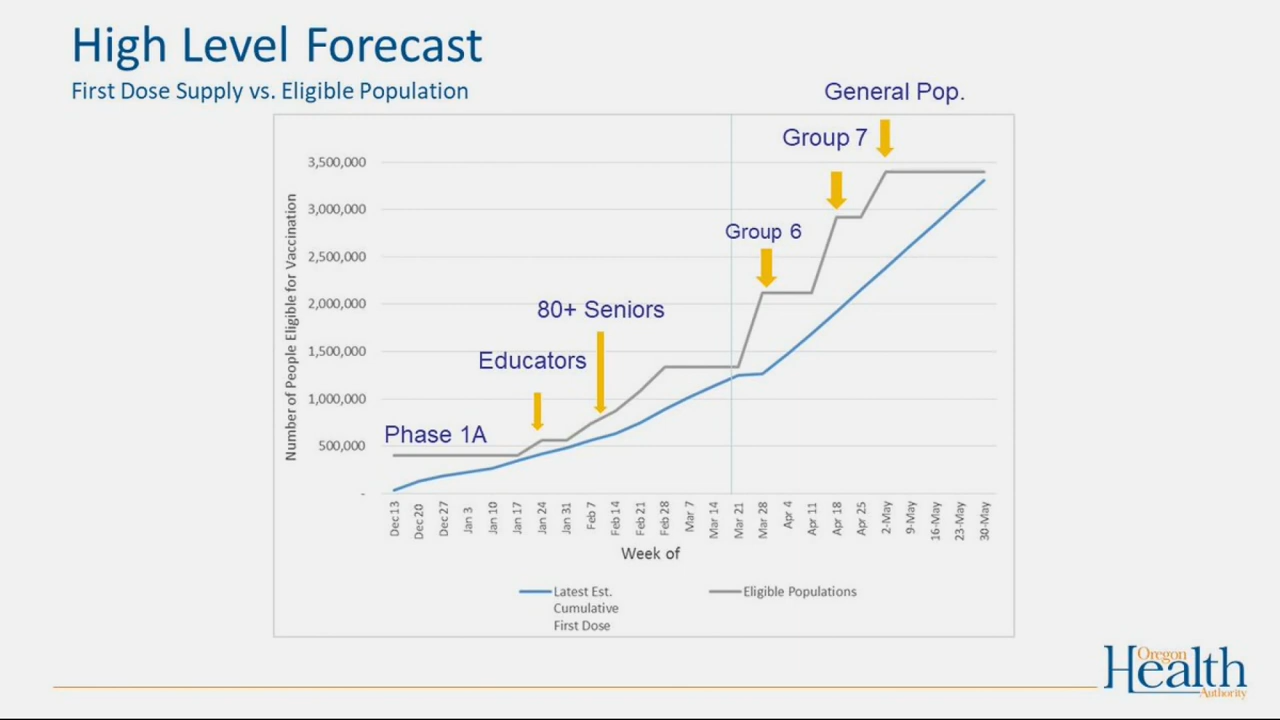 High Level Forecast
First Dose Supply vs. Eligible Population
General Pop.
Group 7
Group 6
80+ Seniors
Educators
Phase 1A
Number of People Eligible for Vaccination
3,500,000
3,000,000
2,500,000
2,000,000
1,500,000
1,000,000
500,000
-
Dec 13
Dec 20
Dec 27
Jan 3
Jan 10
Jan 17
Jan 24
Jan 31
Feb 7
Feb 14
Feb 21
Feb 28
Mar 7
Mar 14
Mar 21
Mar 28
Apr 4
Apr 11
Apr 18
Apr 25
2-May
9-May
16-May
23-May
30-May
Week of
Latest Est.
Cumulative
First Dose
Eligible Populations
Oregon
Health
Authority